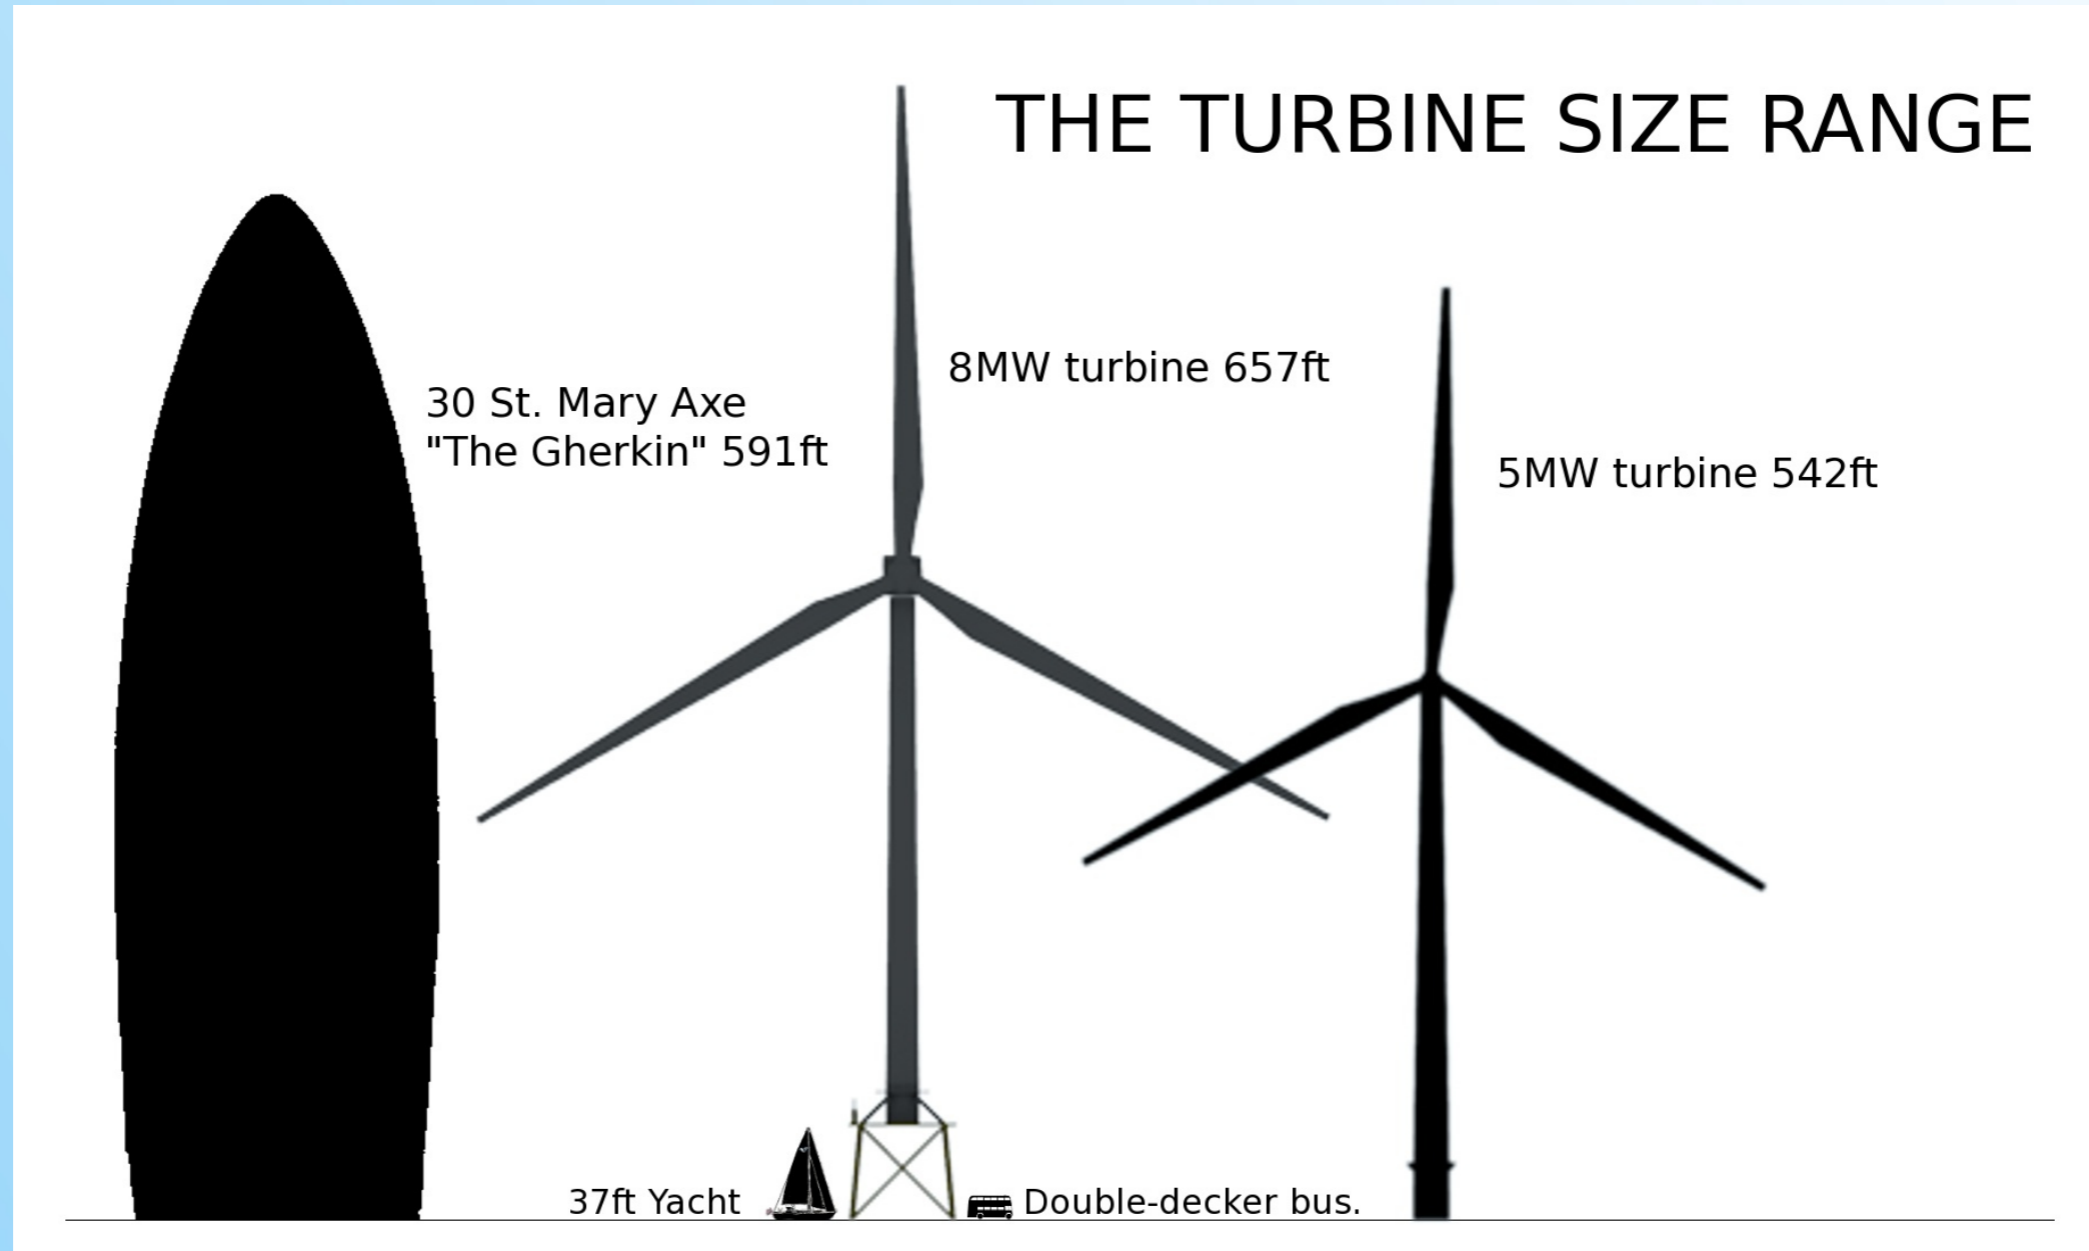 THE TURBINE SIZE RANGE
8MW turbine 657ft
30 St. Mary Axe
"The Gherkin" 591ft
5MW turbine 542ft
37ft Yacht
Double-decker bus.